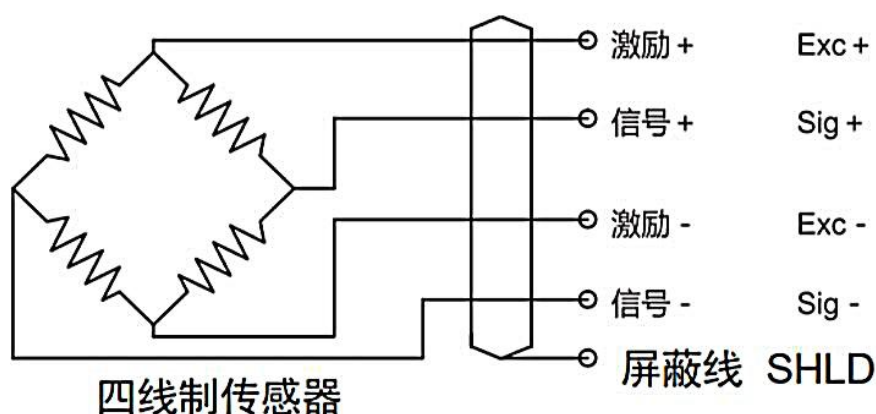 激励 + Exc +
信号 + Sig +
激励 - Exc -
信号 - Sig -
屏蔽线 SHLD
四线制传感器